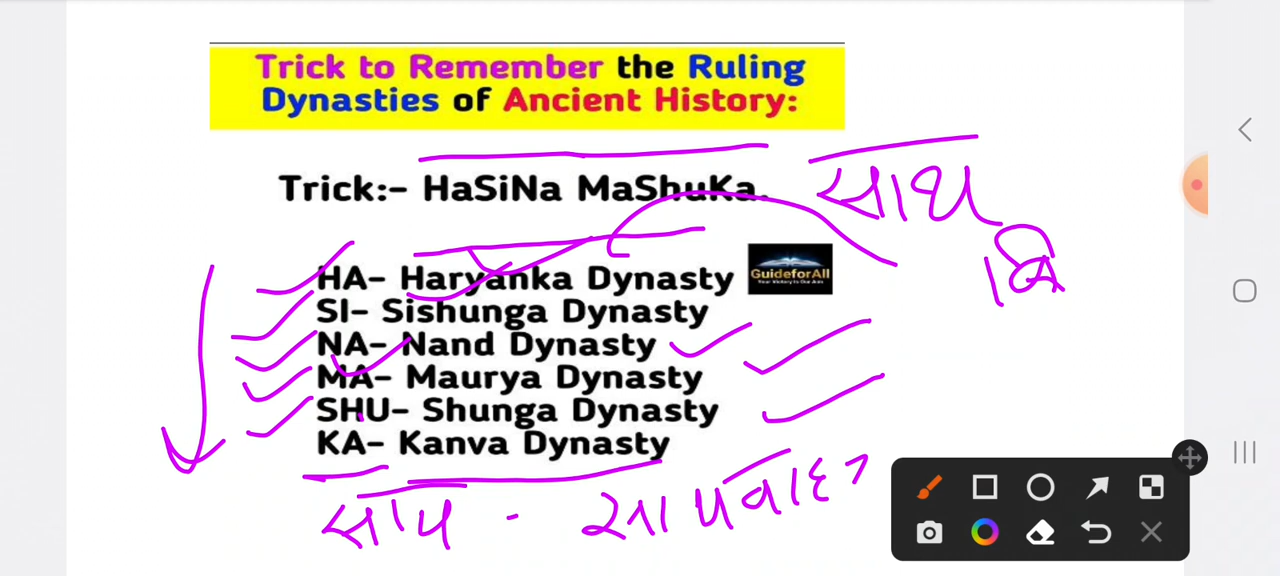 Trick to Remember the Ruling
Dynasties of Ancient History:
Trick:- HaSiNa MaShuKa.
HA- Haryanka Dynasty
GuideforAll
SI- Sishunga Dynasty
NA- Nand Dynasty
MA- Maurya Dynasty
SHU- Shunga Dynasty
KA- Kanva Dynasty